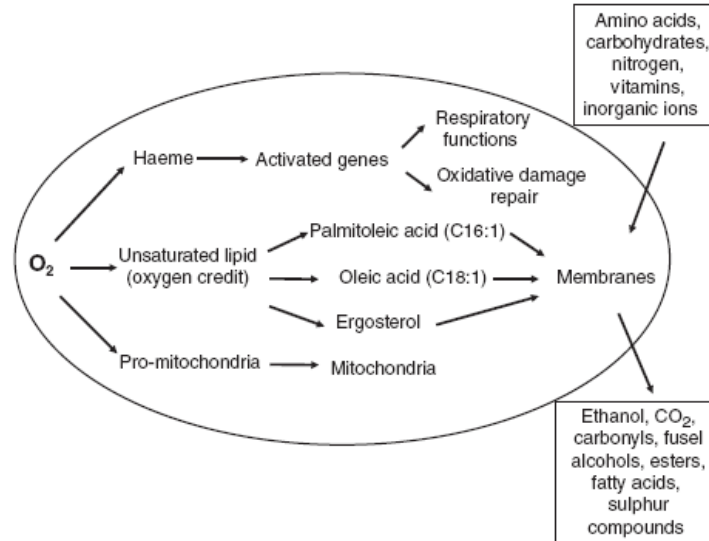 Amino acids,
carbohydrates,
nitrogen,
vitamins,
inorganic ions
Respiratory
functions
Haeme
Activated genes
Oxidative damage
repair
Palmitoleic acid (C16:1)
O₂
Unsaturated lipid
(oxygen credit)
Oleic acid (C18:1)
Membranes
Ergosterol
Pro-mitochondria
Mitochondria
Ethanol, CO₂,
carbonyls, fusel
alcohols, esters,
fatty acids,
sulphur
compounds